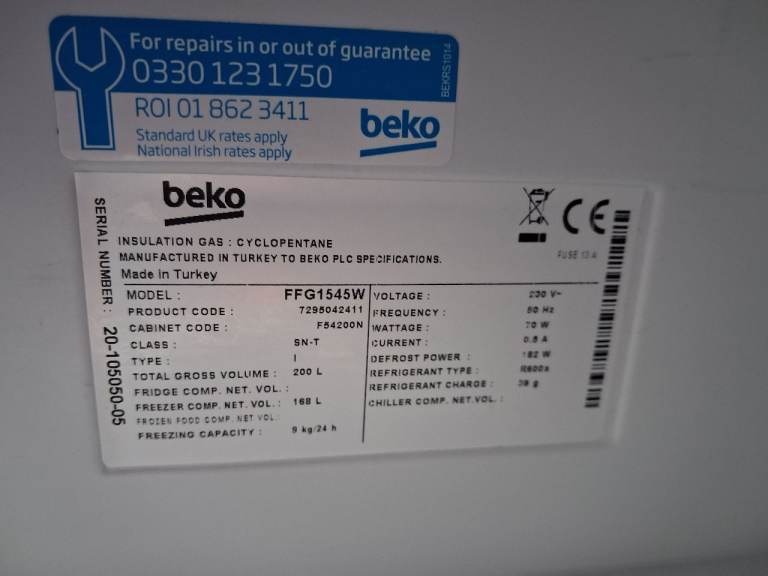 For repairs in or out of guarantee
0330 123 1750
ROI 01 862 3411
Standard UK rates apply
National Irish rates apply
beko
BEKRS1014
beko
FUSE 13 A
INSULATION GAS : CYCLOPENTANE
MANUFACTURED IN TURKEY TO BEKO PLC SPECIFICATIONS.
Made in Turkey
SERIAL NUMBER : 20-105050-05
MODEL : FFG1545W
PRODUCT CODE : 7295042411
CABINET CODE : F54200N
CLASS : SN-T
TYPE : I
TOTAL GROSS VOLUME : 200 L
FRIDGE COMP. NET. VOL. :
FREEZER COMP. NET. VOL. : 168 L
FROZEN FOOD COMP. NET VOL.
FREEZING CAPACITY : 9 kg/24 h
VOLTAGE : 230 V~
FREQUENCY : 50 Hz
WATTAGE : 70 W
CURRENT : 0.5 A
DEFROST POWER : 182 W
REFRIGERANT TYPE : R600a
REFRIGERANT CHARGE : 39 g
CHILLER COMP. NET.VOL. :